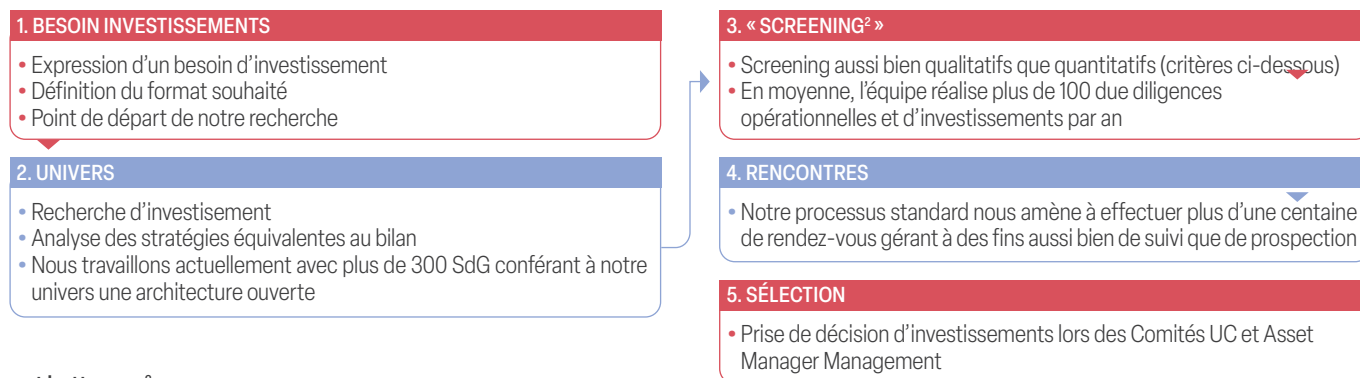 1. BESOIN INVESTISSEMENTS
• Expression d’un besoin d’investissement
• Définition du format souhaité
• Point de départ de notre recherche
2. UNIVERS
• Recherche d’investisement
• Analyse des stratégies équivalentes au bilan
• Nous travaillons actuellement avec plus de 300 SdG conférant à notre
univers une architecture ouverte
3. « SCREENING² »
• Screening aussi bien qualitatifs que quantitatifs (critères ci-dessous)
• En moyenne, l’équipe réalise plus de 100 due diligences
opérationnelles et d’investissements par an
4. RENCONTRES
• Notre processus standard nous amène à effectuer plus d’une centaine
de rendez-vous gérant à des fins aussi bien de suivi que de prospection
5. SÉLECTION
• Prise de décision d’investissements lors des Comités UC et Asset
Manager Management